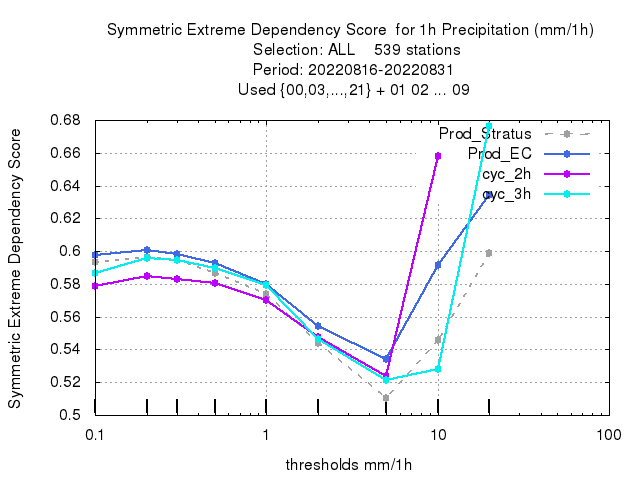 Symmetric Extreme Dependency Score for 1h Precipitation (mm/1h)
Selection: ALL 539 stations
Period: 20220816-20220831
Used {00,03,...,21} + 01 02 ... 09
Symmetric Extreme Dependency Score
0.68
0.66
0.64
0.62
0.6
0.58
0.56
0.54
0.52
0.5
Prod_Stratus
Prod_EC
cyc_2h
cyc_3h
0.1
1
10
100
thresholds mm/1h